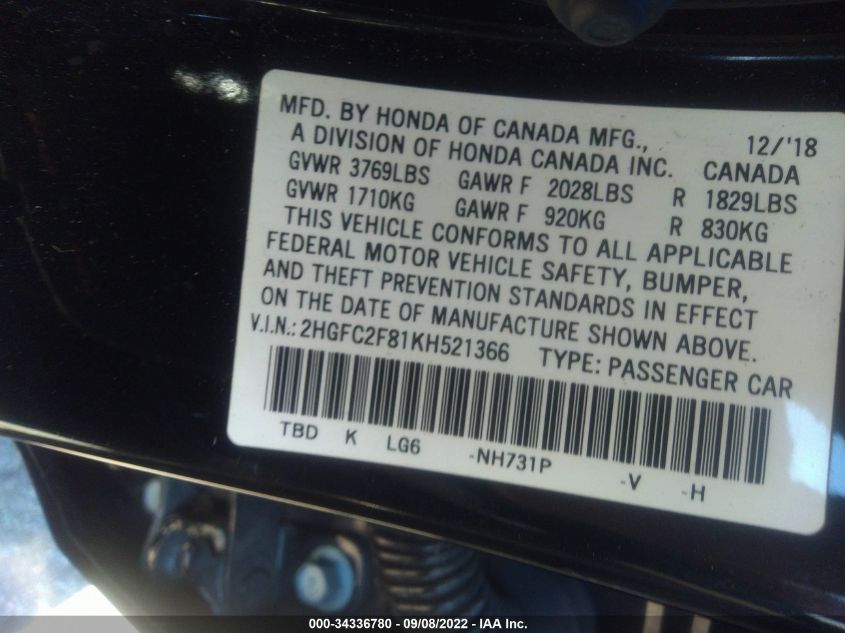 MFD. BY HONDA OF CANADA MFG., 12/'18
A DIVISION OF HONDA CANADA INC. CANADA
GVWR 3769LBS GAWR F 2028LBS R 1829LBS
GVWR 1710KG GAWR F 920KG R 830KG
THIS VEHICLE CONFORMS TO ALL APPLICABLE
FEDERAL MOTOR VEHICLE SAFETY, BUMPER,
AND THEFT PREVENTION STANDARDS IN EFFECT
ON THE DATE OF MANUFACTURE SHOWN ABOVE.
V.I.N.: 2HGFC2F81KH521366 TYPE: PASSENGER CAR
TBD K LG6 -NH731P -V -H
000-34336780 - 09/08/2022 - IAA Inc.